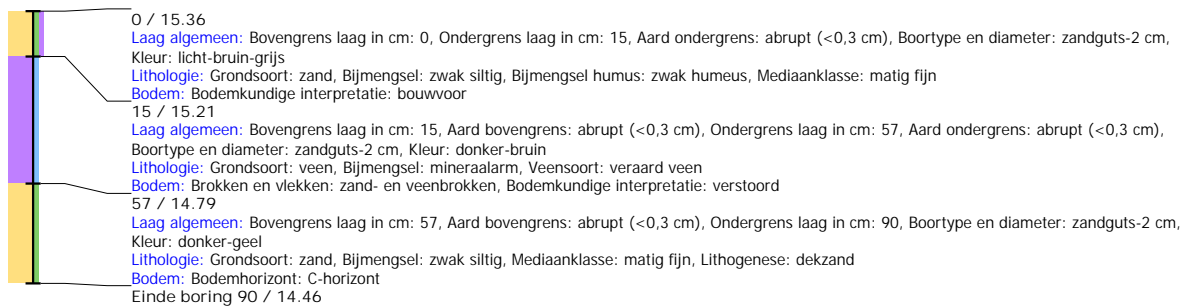 0 / 15.36
Laag algemeen: Bovengrens laag in cm: 0, Ondergrens laag in cm: 15, Aard ondergrens: abrupt (<0,3 cm), Boortype en diameter: zandguts-2 cm,
Kleur: licht-bruin-grijs
Lithologie: Grondsoort: zand, Bijmengsel: zwak siltig, Bijmengsel humus: zwak humeus, Mediaanklasse: matig fijn
Bodem: Bodemkundige interpretatie: bouwvoor
15 / 15.21
Laag algemeen: Bovengrens laag in cm: 15, Aard bovengrens: abrupt (<0,3 cm), Ondergrens laag in cm: 57, Aard ondergrens: abrupt (<0,3 cm),
Boortype en diameter: zandguts-2 cm, Kleur: donker-bruin
Lithologie: Grondsoort: veen, Bijmengsel: mineraalarm, Veensoort: veraard veen
Bodem: Brokken en vlekken: zand- en veenbrokken, Bodemkundige interpretatie: verstoord
57 / 14.79
Laag algemeen: Bovengrens laag in cm: 57, Aard bovengrens: abrupt (<0,3 cm), Ondergrens laag in cm: 90, Boortype en diameter: zandguts-2 cm,
Kleur: donker-geel
Lithologie: Grondsoort: zand, Bijmengsel: zwak siltig, Mediaanklasse: matig fijn, Lithogenese: dekzand
Bodem: Bodemhorizont: C-horizont
Einde boring 90 / 14.46